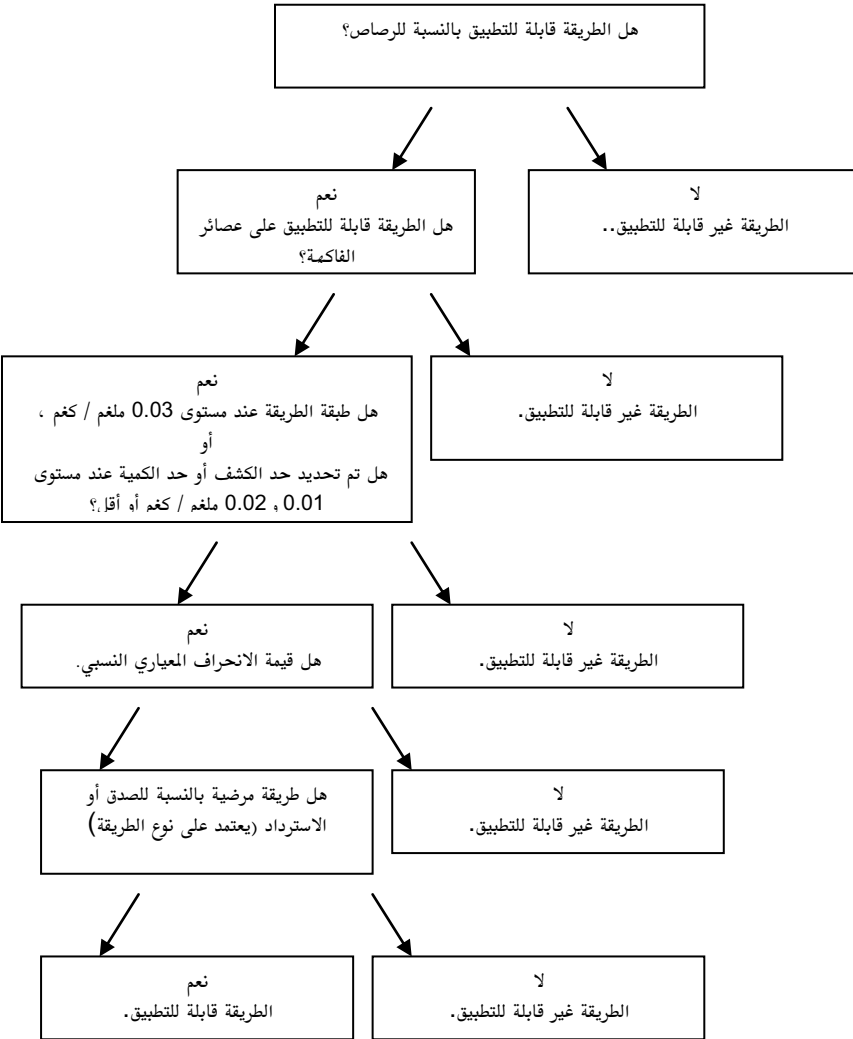 هل الطريقة قابلة للتطبيق بالنسبة للرصاص؟
نعم
هل الطريقة قابلة للتطبيق على عصائر
الفاكهة؟
لا
الطريقة غير قابلة للتطبيق..
نعم
هل طبقة الطريقة عند مستوى 0.03 ملغم / كغم ،
أو
هل تم تحديد حد الكشف أو حد الكمية عند مستوى
0.01 و 0.02 ملغم / كغم أو أقل؟
لا
الطريقة غير قابلة للتطبيق.
نعم
هل قيمة الانحراف المعياري النسبي.
لا
الطريقة غير قابلة للتطبيق.
هل طريقة مرضية بالنسبة للصدق أو
الاسترداد (يعتمد على نوع الطريقة)
لا
الطريقة غير قابلة للتطبيق.
نعم
الطريقة قابلة للتطبيق.
لا
الطريقة غير قابلة للتطبيق.